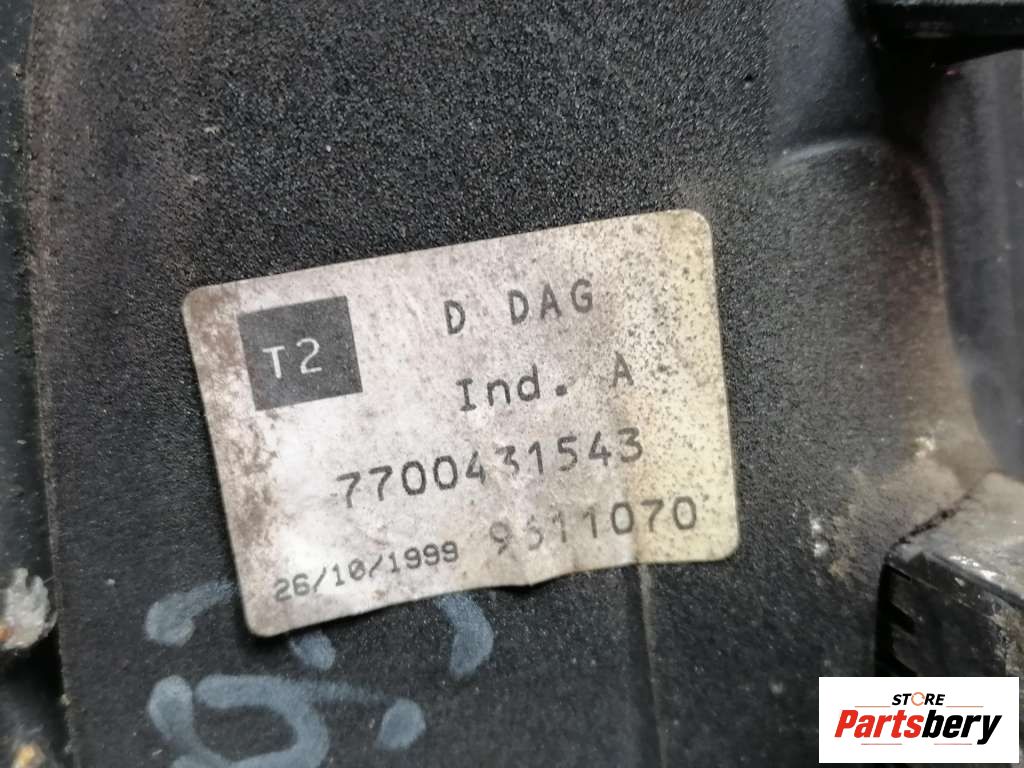 T2
D DAG
Ind. A
7700431543
26/10/1999 9611070
STORE
Partsbery